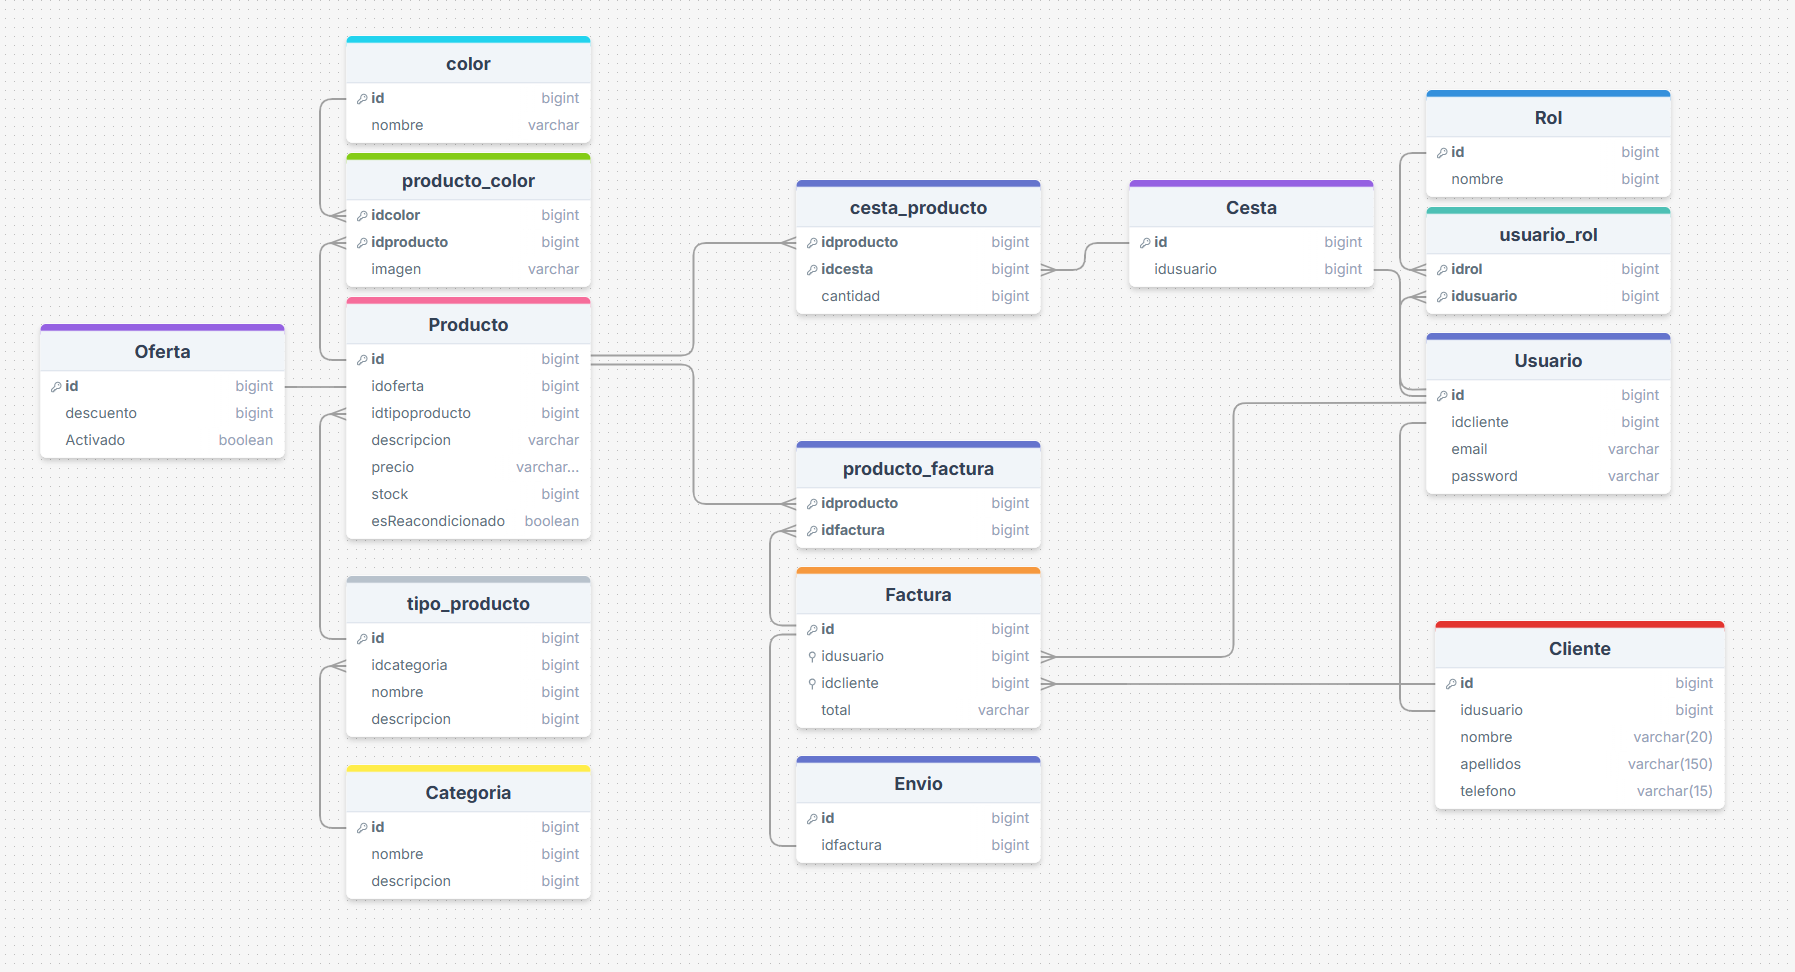 color
id bigint
nombre varchar
producto_color
idcolor bigint
idproducto bigint
imagen varchar
Oferta
id bigint
descuento bigint
Activado boolean
Producto
id bigint
idoferta bigint
idtipoproducto bigint
descripcion varchar
precio varchar...
stock bigint
esReacondicionado boolean
tipo_producto
id bigint
idcategoria bigint
nombre bigint
descripcion bigint
Categoria
id bigint
nombre bigint
descripcion bigint
cesta_producto
idproducto bigint
idcesta bigint
cantidad bigint
producto_factura
idproducto bigint
idfactura bigint
Factura
id bigint
idusuario bigint
idcliente bigint
total varchar
Envio
id bigint
idfactura bigint
Cesta
id bigint
idusuario bigint
Rol
id bigint
nombre bigint
usuario_rol
idrol bigint
idusuario bigint
Usuario
id bigint
idcliente bigint
email varchar
password varchar
Cliente
id bigint
idusuario bigint
nombre varchar(20)
apellidos varchar(150)
telefono varchar(15)